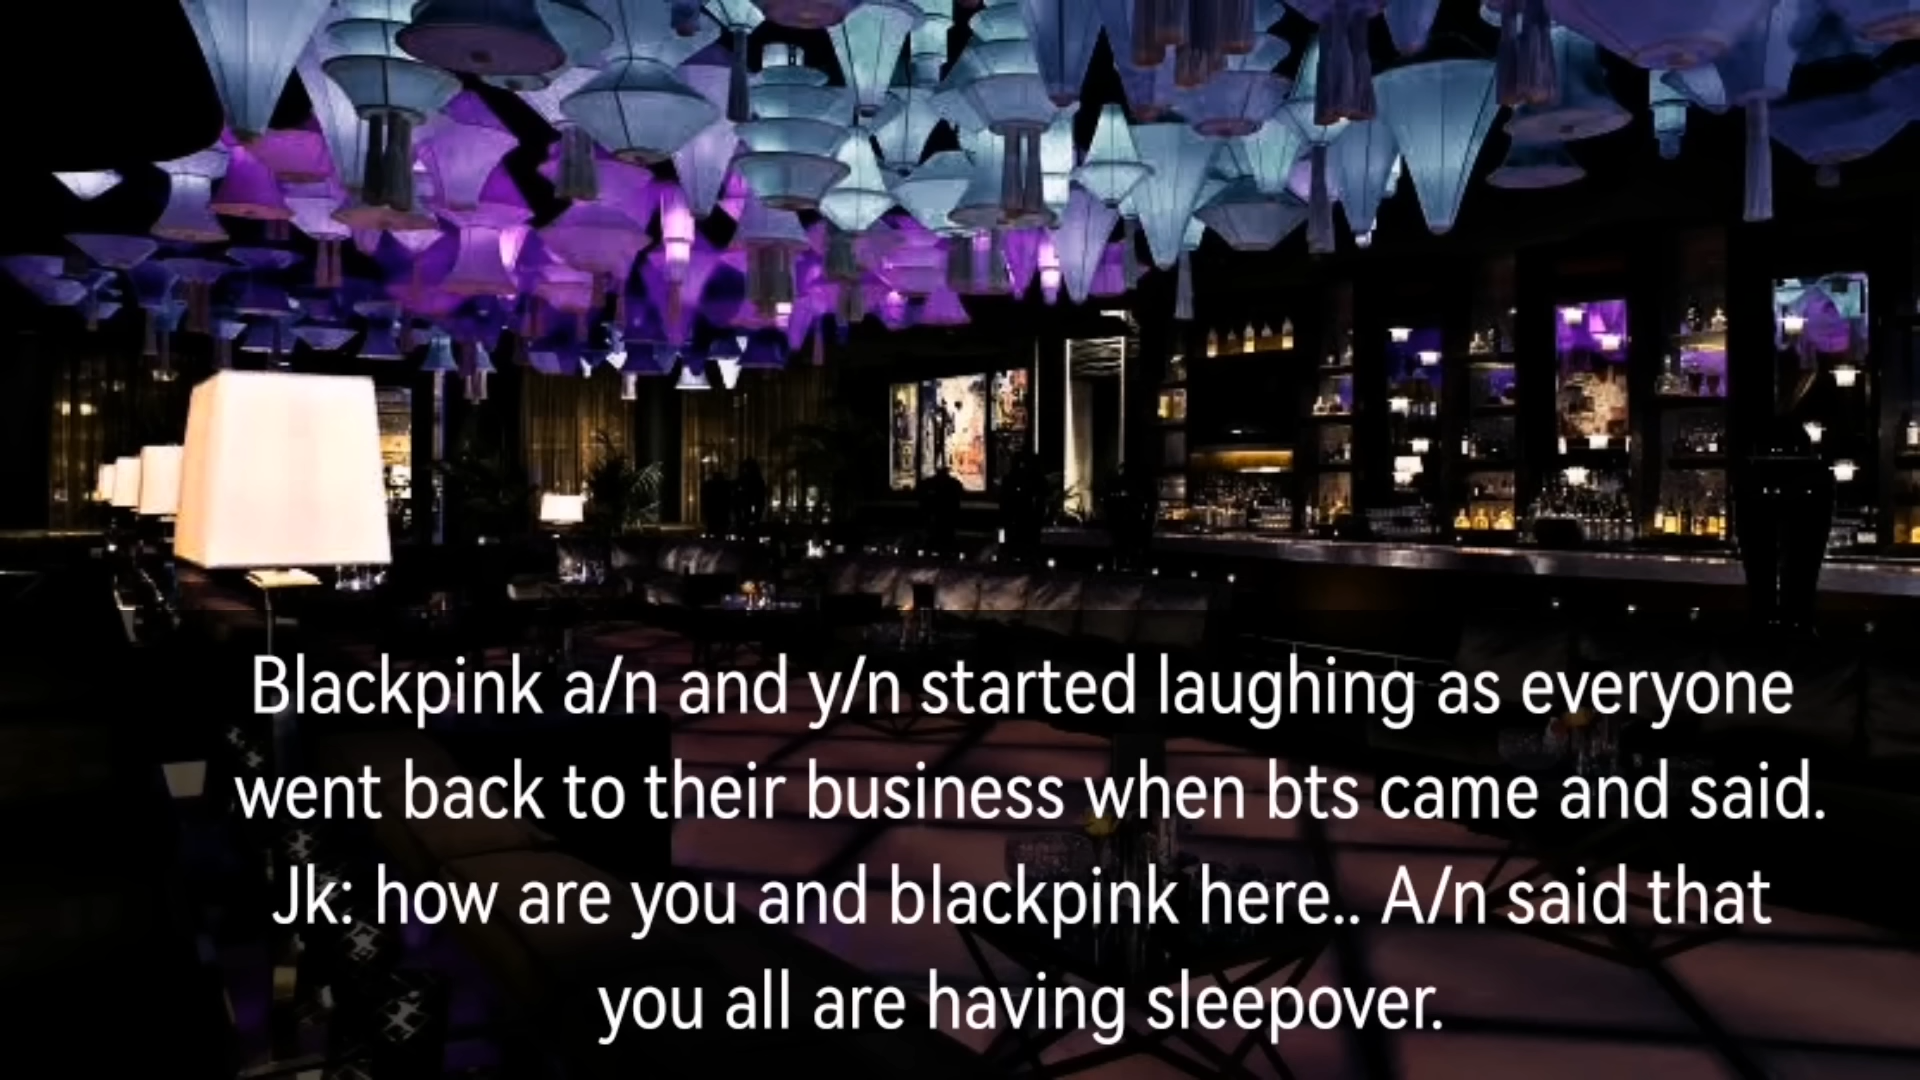 Blackpink a/n and y/n started laughing as everyone
went back to their business when bts came and said.
Jk: how are you and blackpink here.. A/n said that
you all are having sleepover.